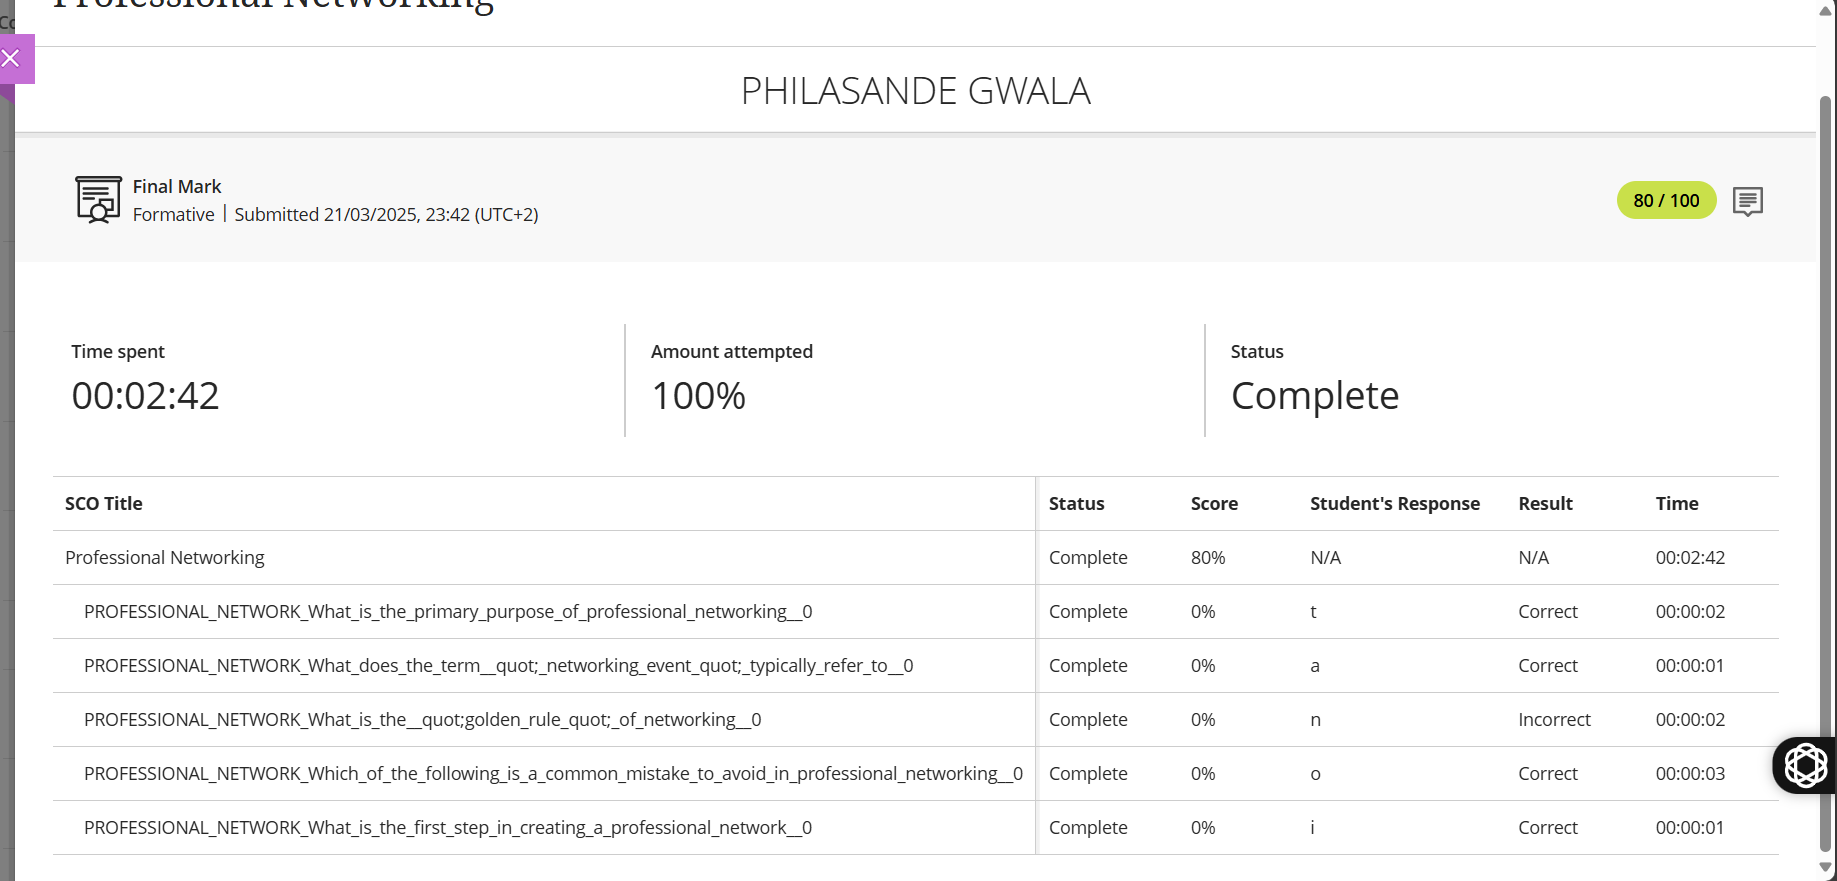 Professional Networking
PHILASANDE GWALA
Final Mark
Formative | Submitted 21/03/2025, 23:42 (UTC+2)
80 / 100
Time spent
00:02:42
Amount attempted
100%
Status
Complete
SCO Title Status Score Student's Response Result Time
Professional Networking Complete 80% N/A N/A 00:02:42
PROFESSIONAL_NETWORK_What_is_the_primary_purpose_of_professional_networking__0 Complete 0% t Correct 00:00:02
PROFESSIONAL_NETWORK_What_does_the_term__quot;_networking_event_quot;_typically_refer_to__0 Complete 0% a Correct 00:00:01
PROFESSIONAL_NETWORK_What_is_the__quot;golden_rule_quot;_of_networking__0 Complete 0% n Incorrect 00:00:02
PROFESSIONAL_NETWORK_Which_of_the_following_is_a_common_mistake_to_avoid_in_professional_networking__0 Complete 0% o Correct 00:00:03
PROFESSIONAL_NETWORK_What_is_the_first_step_in_creating_a_professional_network__0 Complete 0% i Correct 00:00:01